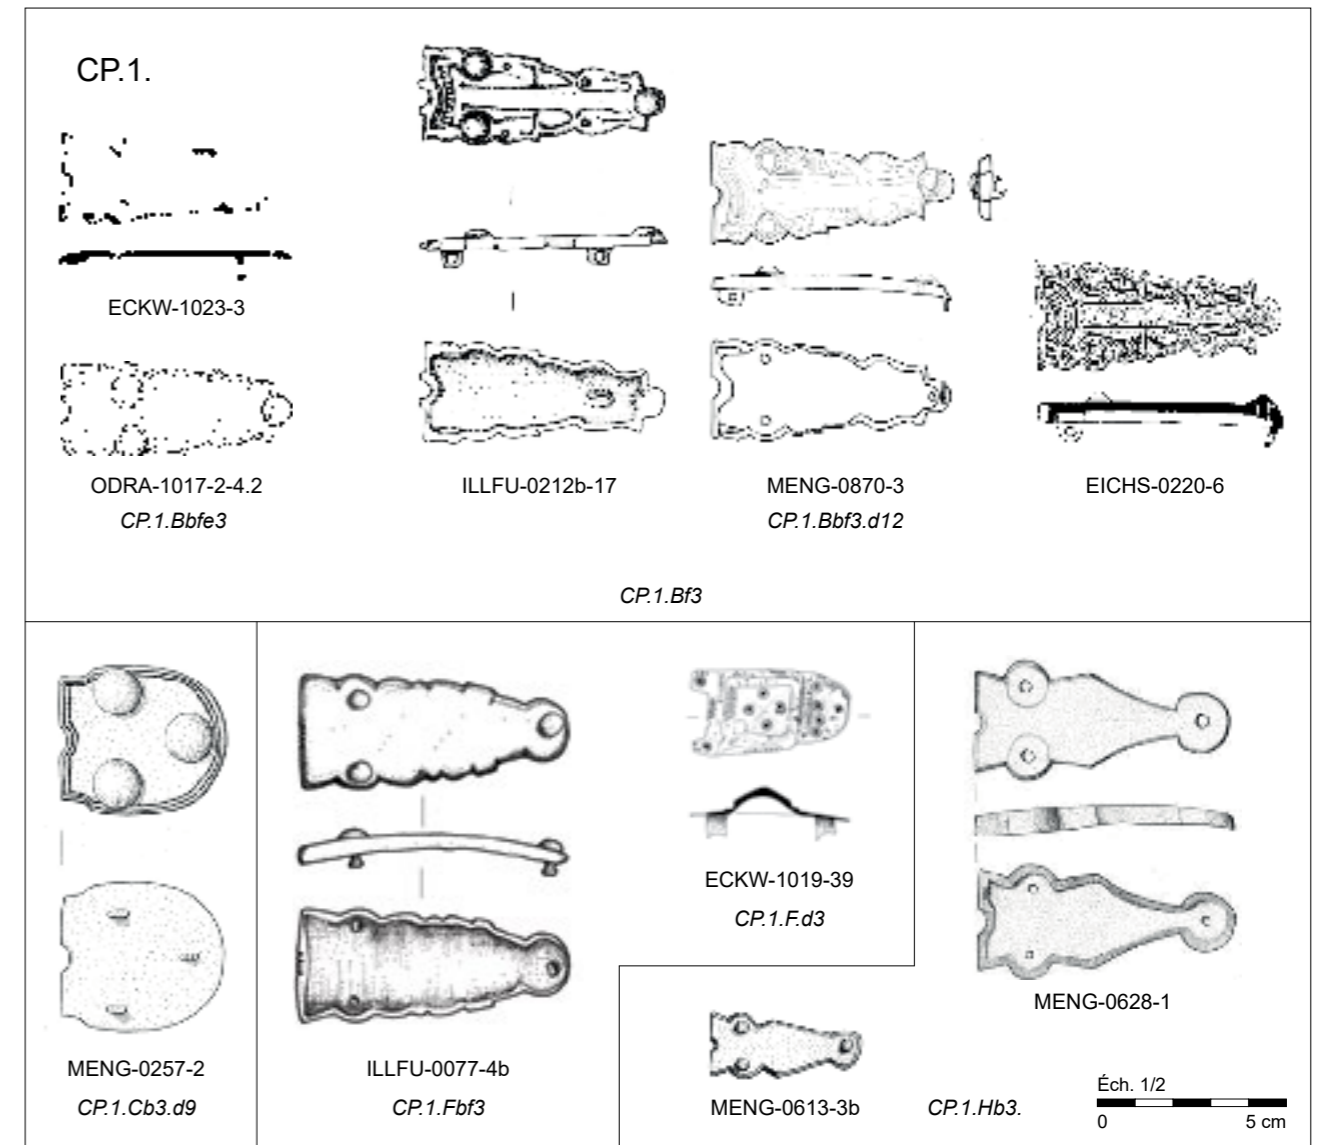 CP.1.
ECKW-1023-3
ODRA-1017-2-4.2
CP.1.Bbfe3
ILLFU-0212b-17
MENG-0870-3
CP.1.Bbf3.d12
EICHS-0220-6
CP.1.Bf3
MENG-0257-2
CP.1.Cb3.d9
ILLFU-0077-4b
CP.1.Fbf3
ECKW-1019-39
CP.1.F.d3
MENG-0628-1
MENG-0613-3b
CP.1.Hb3.
Éch. 1/2
0 5 cm